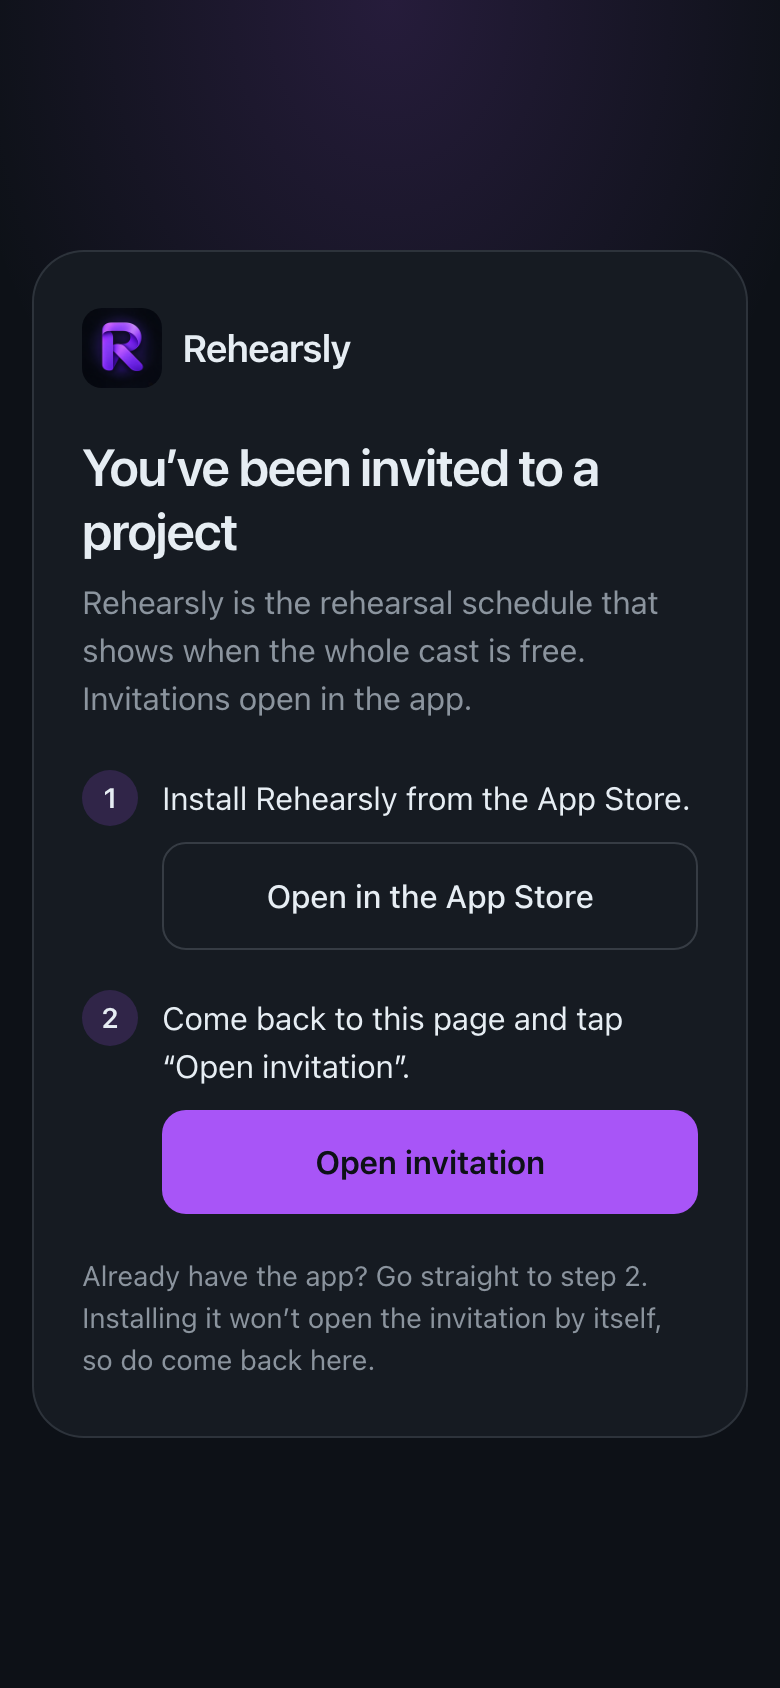 R
Rehearsly
You’ve been invited to a
project
Rehearsly is the rehearsal schedule that
shows when the whole cast is free.
Invitations open in the app.
1
Install Rehearsly from the App Store.
Open in the App Store
2
Come back to this page and tap
“Open invitation”.
Open invitation
Already have the app? Go straight to step 2.
Installing it won’t open the invitation by itself,
so do come back here.